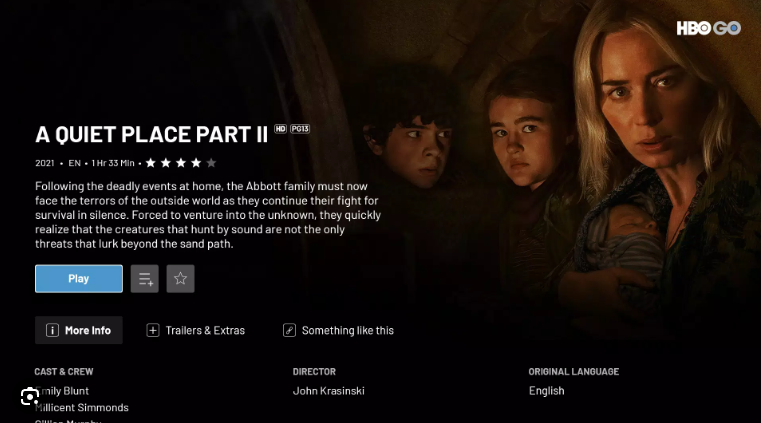 HBO GO
A QUIET PLACE PART II HD PG13
2021 • EN • 1 Hr 33 Min •
Following the deadly events at home, the Abbott family must now
face the terrors of the outside world as they continue their fight for
survival in silence. Forced to venture into the unknown, they quickly
realize that the creatures that hunt by sound are not the only
threats that lurk beyond the sand path.
Play
More Info Trailers & Extras Something like this
CAST & CREW DIRECTOR ORIGINAL LANGUAGE
Emily Blunt John Krasinski English
Millicent Simmonds